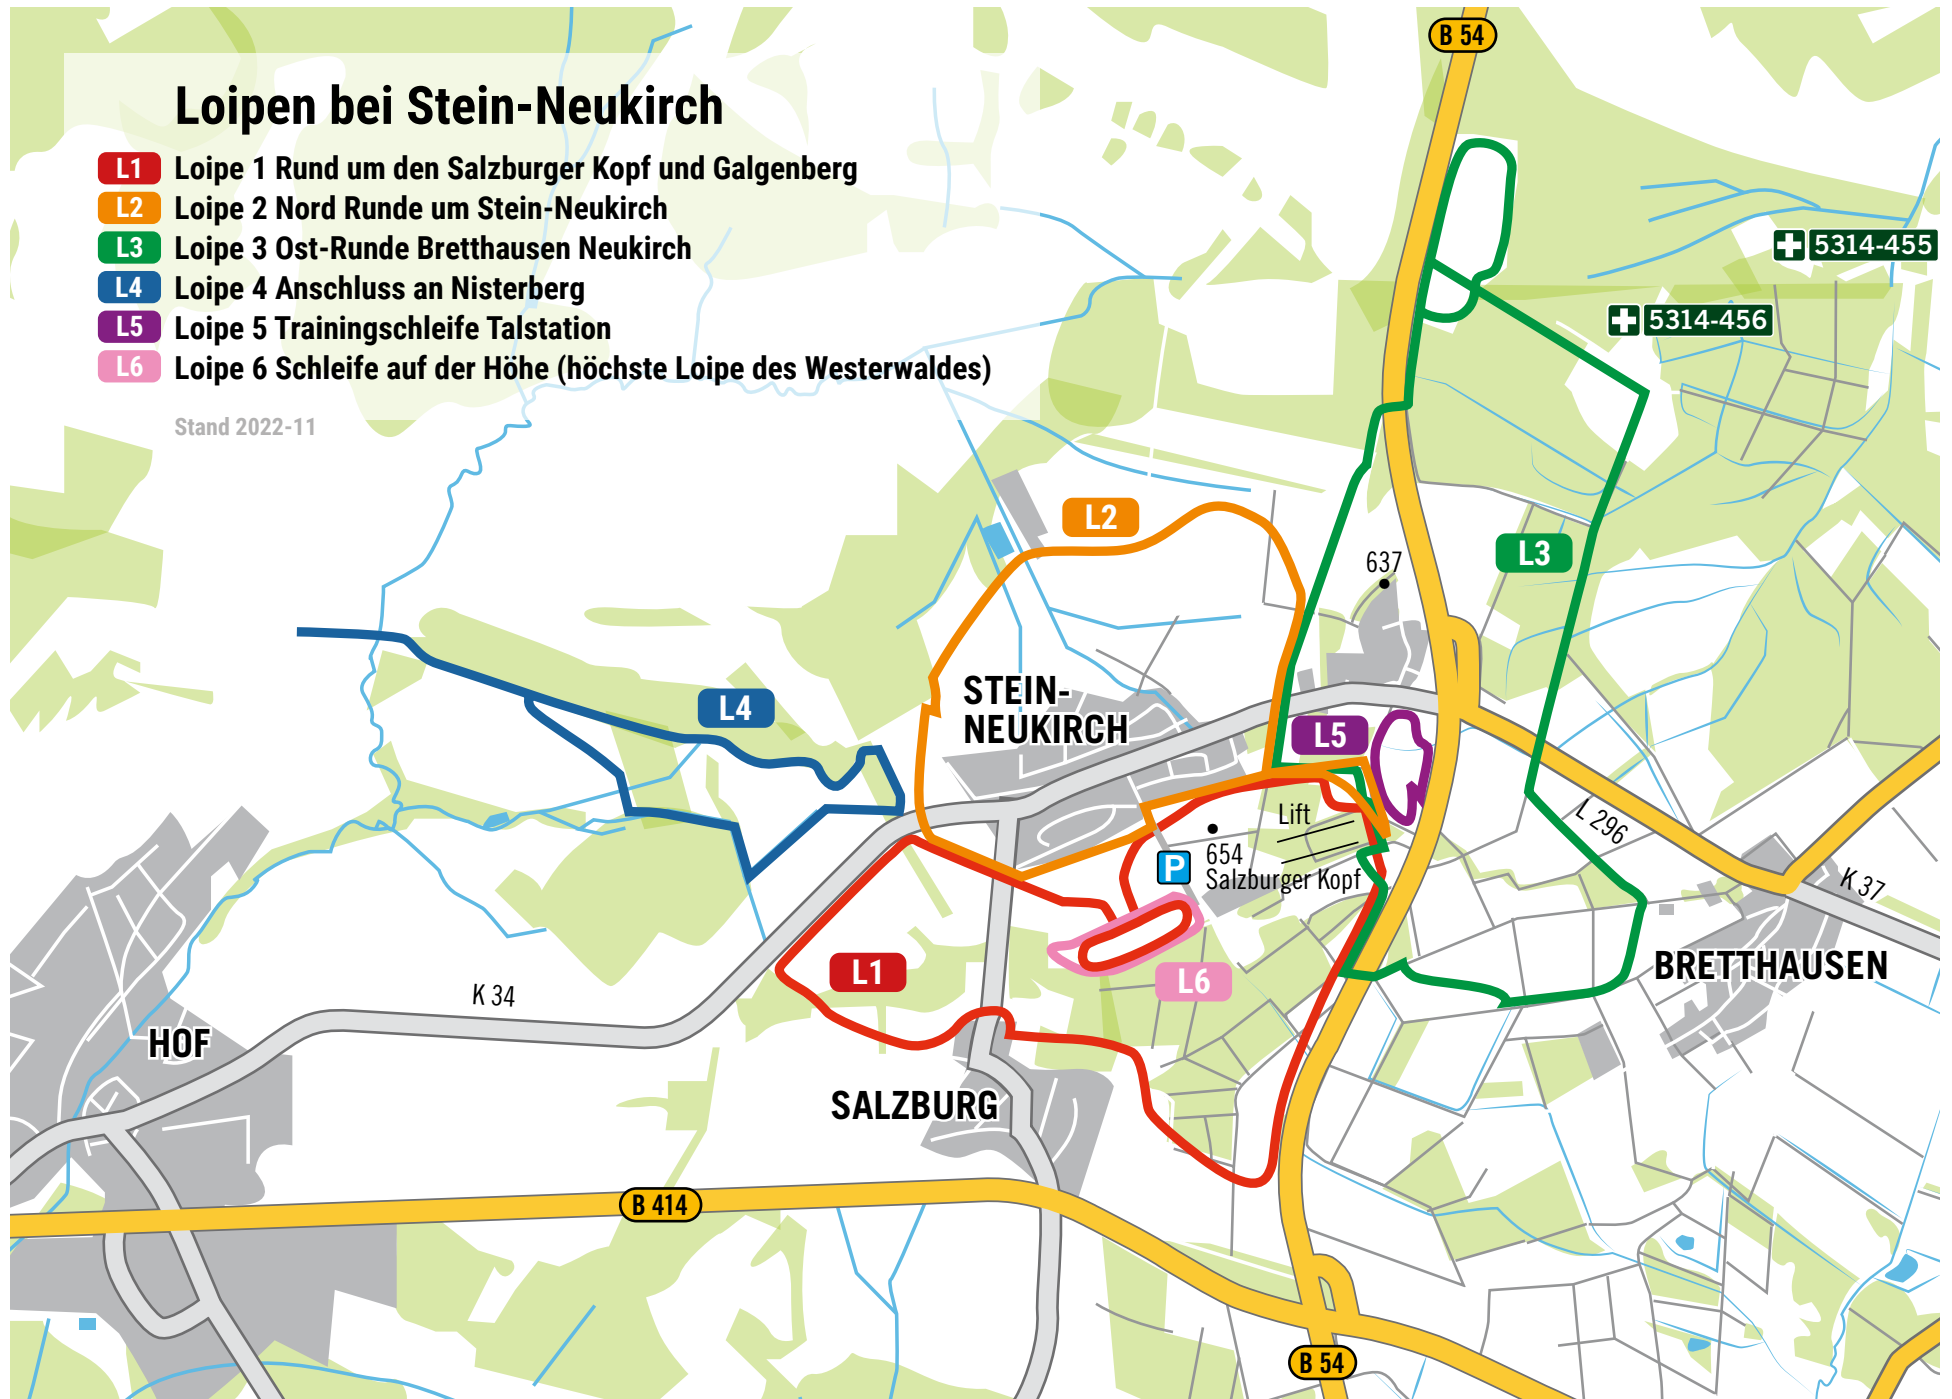 Loipen bei Stein-Neukirch
L1 Loipe 1 Rund um den Salzburger Kopf und Galgenberg
L2 Loipe 2 Nord Runde um Stein-Neukirch
L3 Loipe 3 Ost-Runde Bretthausen Neukirch
L4 Loipe 4 Anschluss an Nisterberg
L5 Loipe 5 Trainingschleife Talstation
L6 Loipe 6 Schleife auf der Höhe (höchste Loipe des Westerwaldes)
Stand 2022-11
B 54
5314-455
5314-456
L2
L3
637
STEIN-
NEUKIRCH
L4
L5
Lift
L 296
654
Salzburger Kopf
P
K 37
BRETTHAUSEN
L1
L6
K 34
HOF
SALZBURG
B 414
B 54